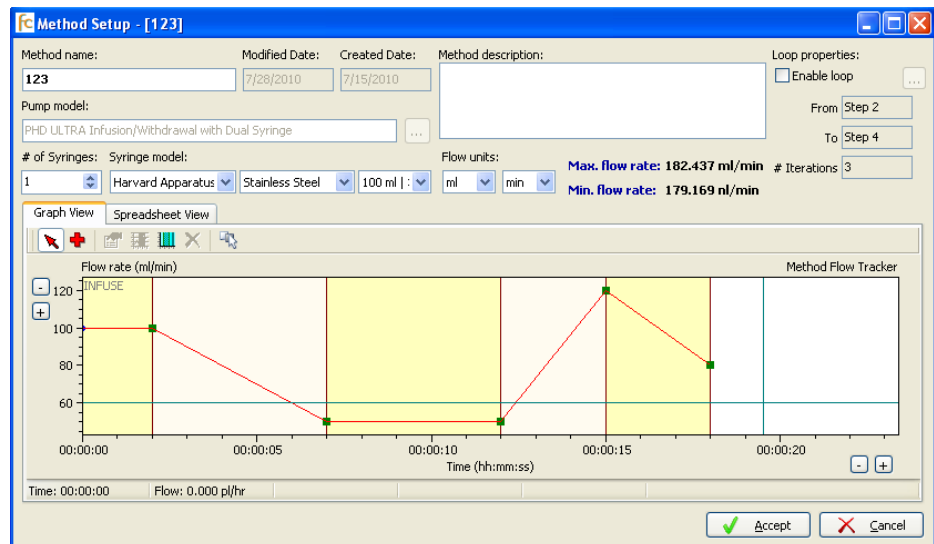 fc Method Setup - [123]
Method name: Modified Date: Created Date: Method description: Loop properties:
123 7/28/2010 7/15/2010 Enable loop ...
Pump model: From Step 2
PHD ULTRA Infusion/Withdrawal with Dual Syringe ... To Step 4
# of Syringes: Syringe model: Flow units: Max. flow rate: 182.437 ml/min # Iterations 3
1 Harvard Apparatus Stainless Steel 100 ml | : ml min Min. flow rate: 179.169 nl/min
Graph View Spreadsheet View
Flow rate (ml/min) Method Flow Tracker
- 120 INFUSE
+
100
80
60
00:00:00 00:00:05 00:00:10 00:00:15 00:00:20
Time (hh:mm:ss) - +
Time: 00:00:00 Flow: 0.000 pl/hr
Accept Cancel